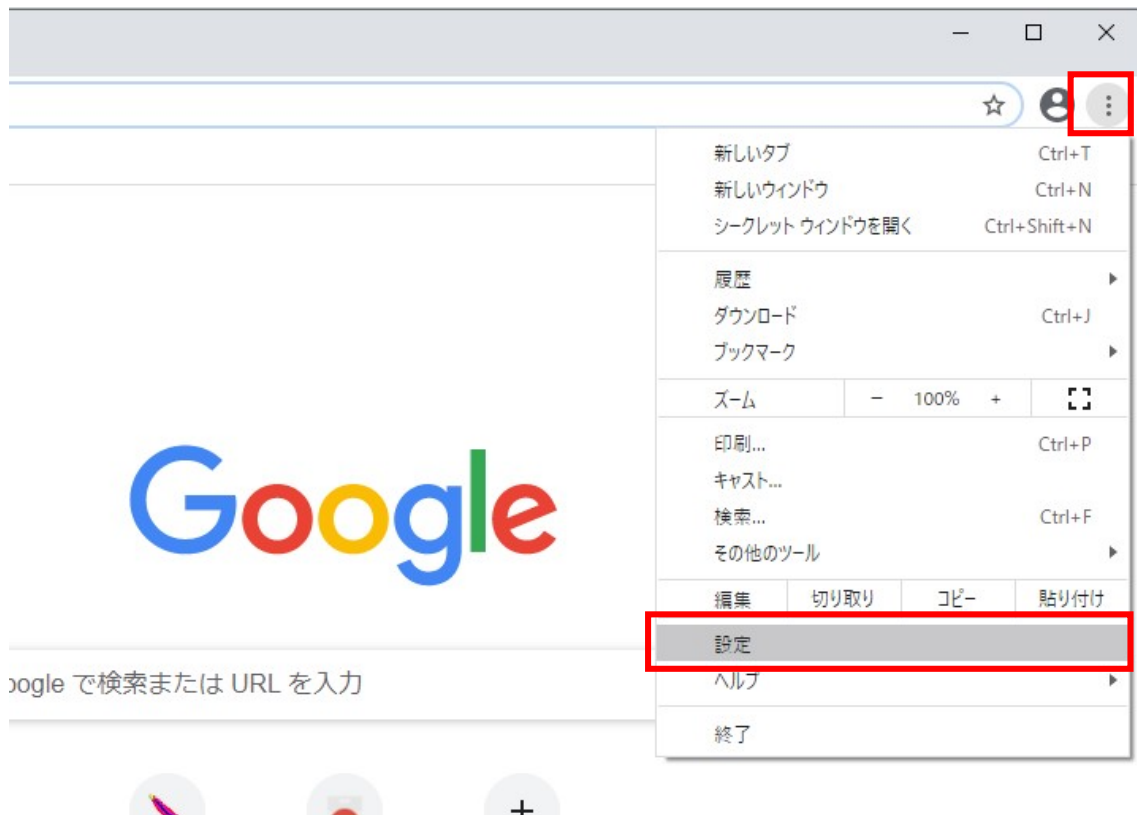 新しいタブ Ctrl+T
新しいウィンドウ Ctrl+N
シークレット ウィンドウを開く Ctrl+Shift+N
履歴
ダウンロード Ctrl+J
ブックマーク
ズーム － 100% +
印刷... Ctrl+P
キャスト...
検索... Ctrl+F
その他のツール
編集 切り取り コピー 貼り付け
設定
ヘルプ
終了
Google
oogle で検索または URL を入力